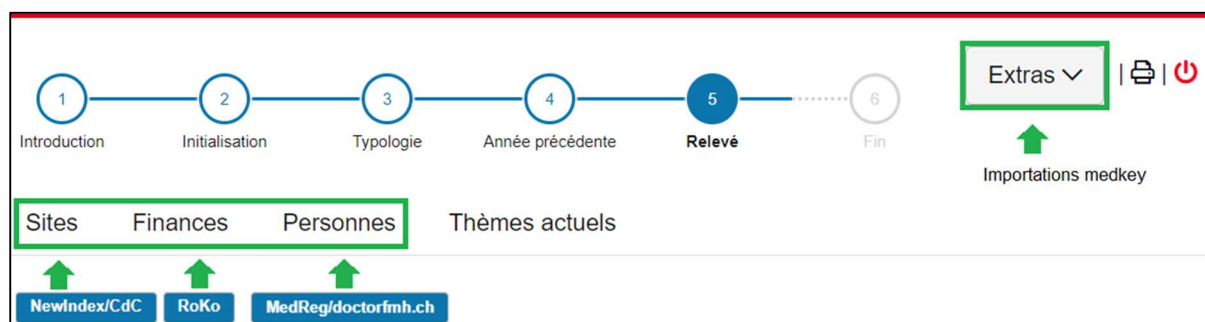 Extras
| |
1 2 3 4 5 6
Introduction Initialisation Typologie Année précédente Relevé Fin
Importations medkey
Sites Finances Personnes Thèmes actuels
NewIndex/CdC RoKo MedReg/doctorfmh.ch